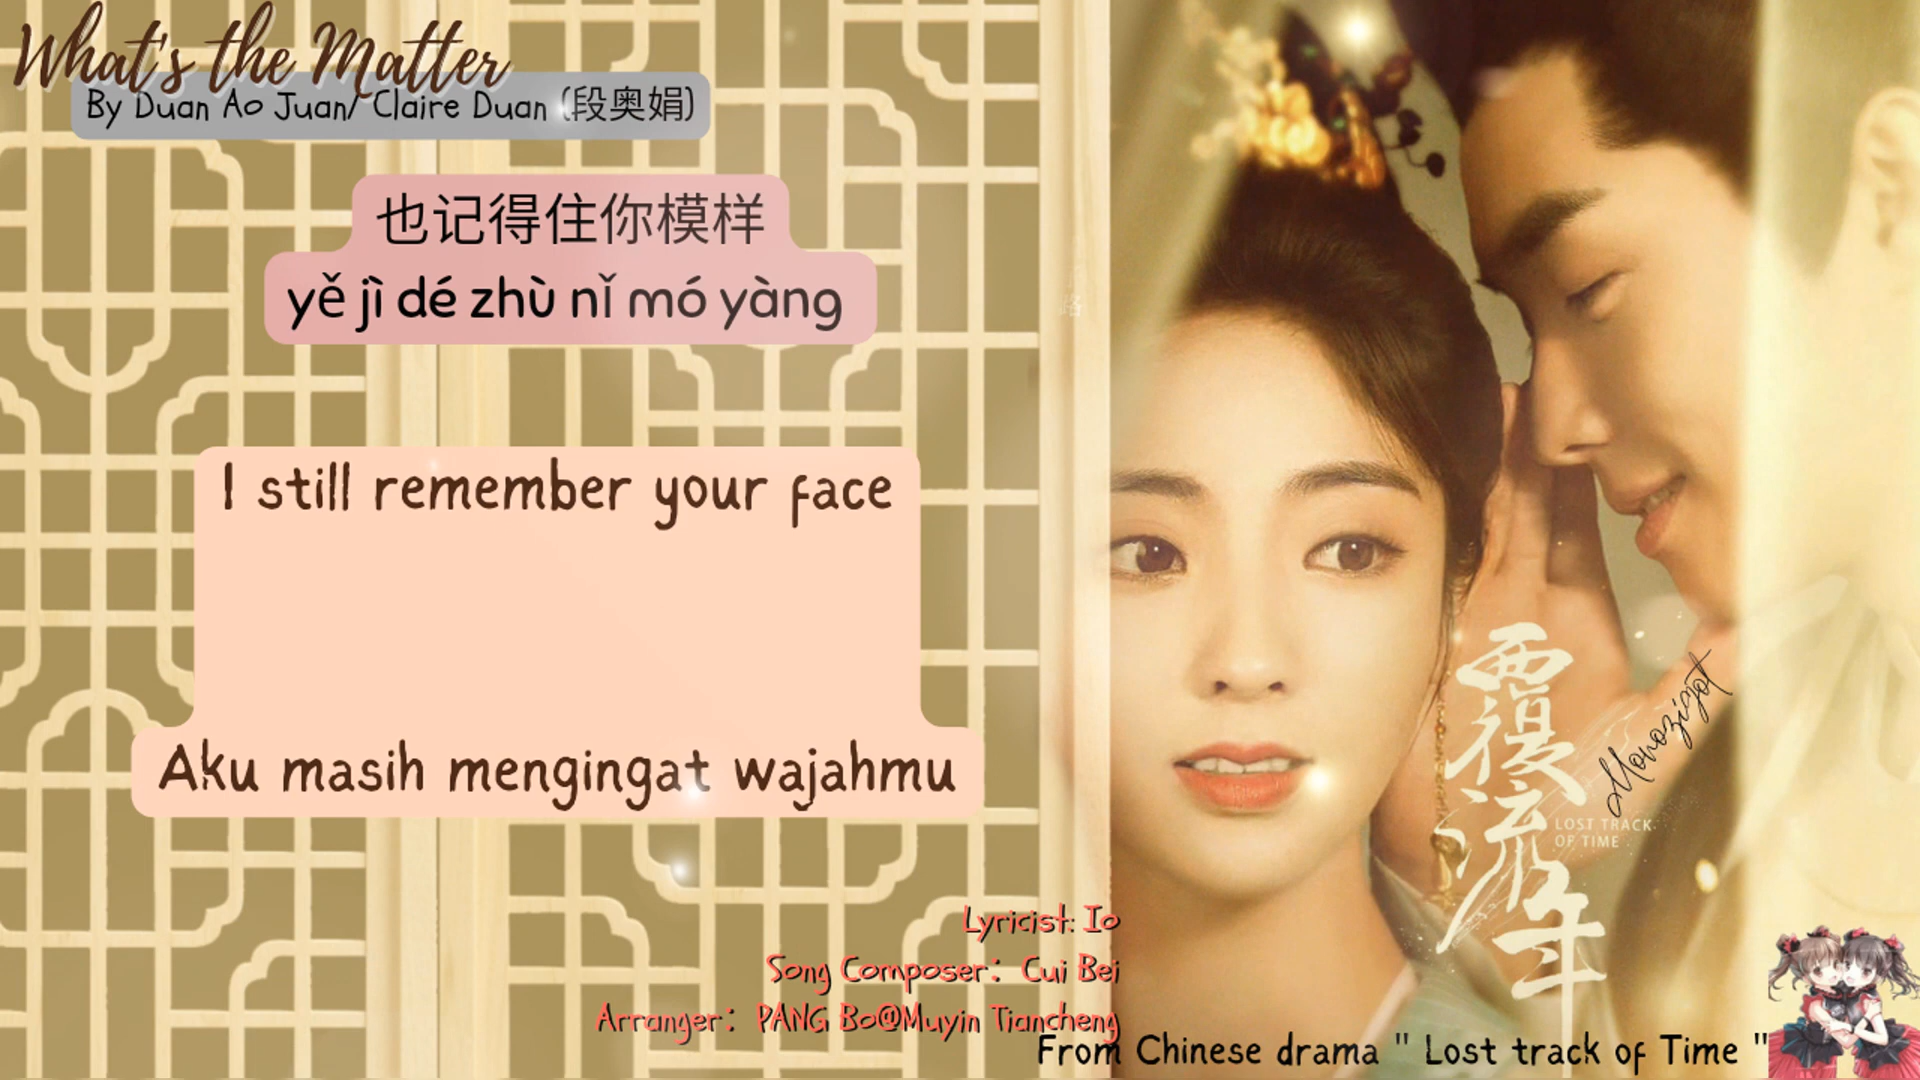 What's the Matter
By Duan Ao Juan/ Claire Duan (段奥娟)
也记得住你模样
yě jì dé zhù nǐ mó yàng
I still remember your face
Aku masih mengingat wajahmu
覆流年
LOST TRACK
OF TIME
Monozigot
Lyricist: Io
Song Composer: Cui Bei
Arranger: PANG Bo@Muyin Tiancheng
From Chinese drama " Lost track of Time "